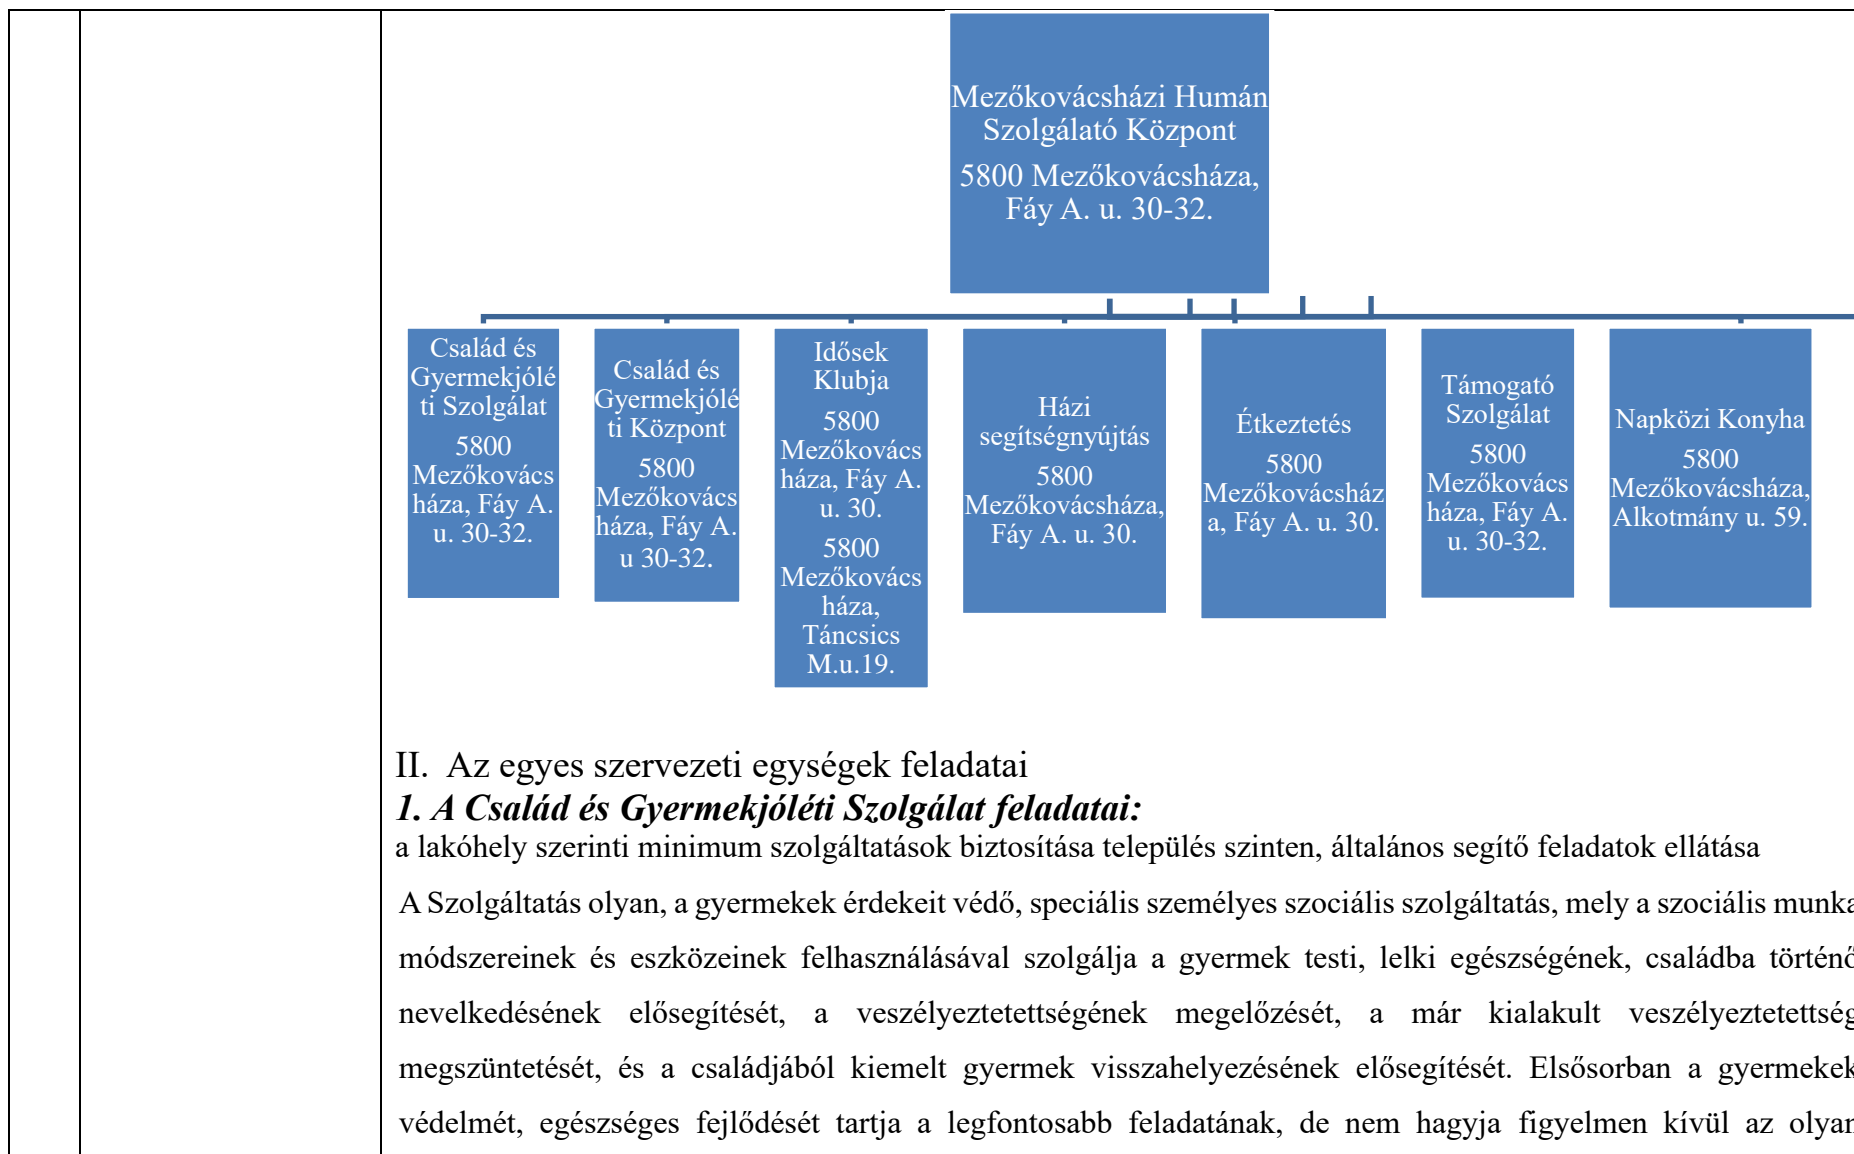 Mezőkovácsházi Humán
Szolgálató Központ
5800 Mezőkovácsháza,
Fáy A. u. 30-32.
Család és
Gyermekjólé
ti Szolgálat
5800
Mezőkovács
háza, Fáy A.
u. 30-32.
Család és
Gyermekjólé
ti Központ
5800
Mezőkovács
háza, Fáy A.
u 30-32.
Idősek
Klubja
5800
Mezőkovács
háza, Fáy A.
u. 30.
5800
Mezőkovács
háza,
Táncsics
M.u.19.
Házi
segítségnyújtás
5800
Mezőkovácsháza,
Fáy A. u. 30.
Étkeztetés
5800
Mezőkovácsház
a, Fáy A. u. 30.
Támogató
Szolgálat
5800
Mezőkovács
háza, Fáy A.
u. 30-32.
Napközi Konyha
5800
Mezőkovácsháza,
Alkotmány u. 59.
II. Az egyes szervezeti egységek feladatai
1. A Család és Gyermekjóléti Szolgálat feladatai:
a lakóhely szerinti minimum szolgáltatások biztosítása település szinten, általános segítő feladatok ellátása
A Szolgáltatás olyan, a gyermekek érdekeit védő, speciális személyes szociális szolgáltatás, mely a szociális munka
módszereinek és eszközeinek felhasználásával szolgálja a gyermek testi, lelki egészségének, családba történő
nevelkedésének elősegítését, a veszélyeztetettségének megelőzését, a már kialakult veszélyeztetettség
megszüntetését, és a családjából kiemelt gyermek visszahelyezésének elősegítését. Elsősorban a gyermekek
védelmét, egészséges fejlődését tartja a legfontosabb feladatának, de nem hagyja figyelmen kívül az olyan